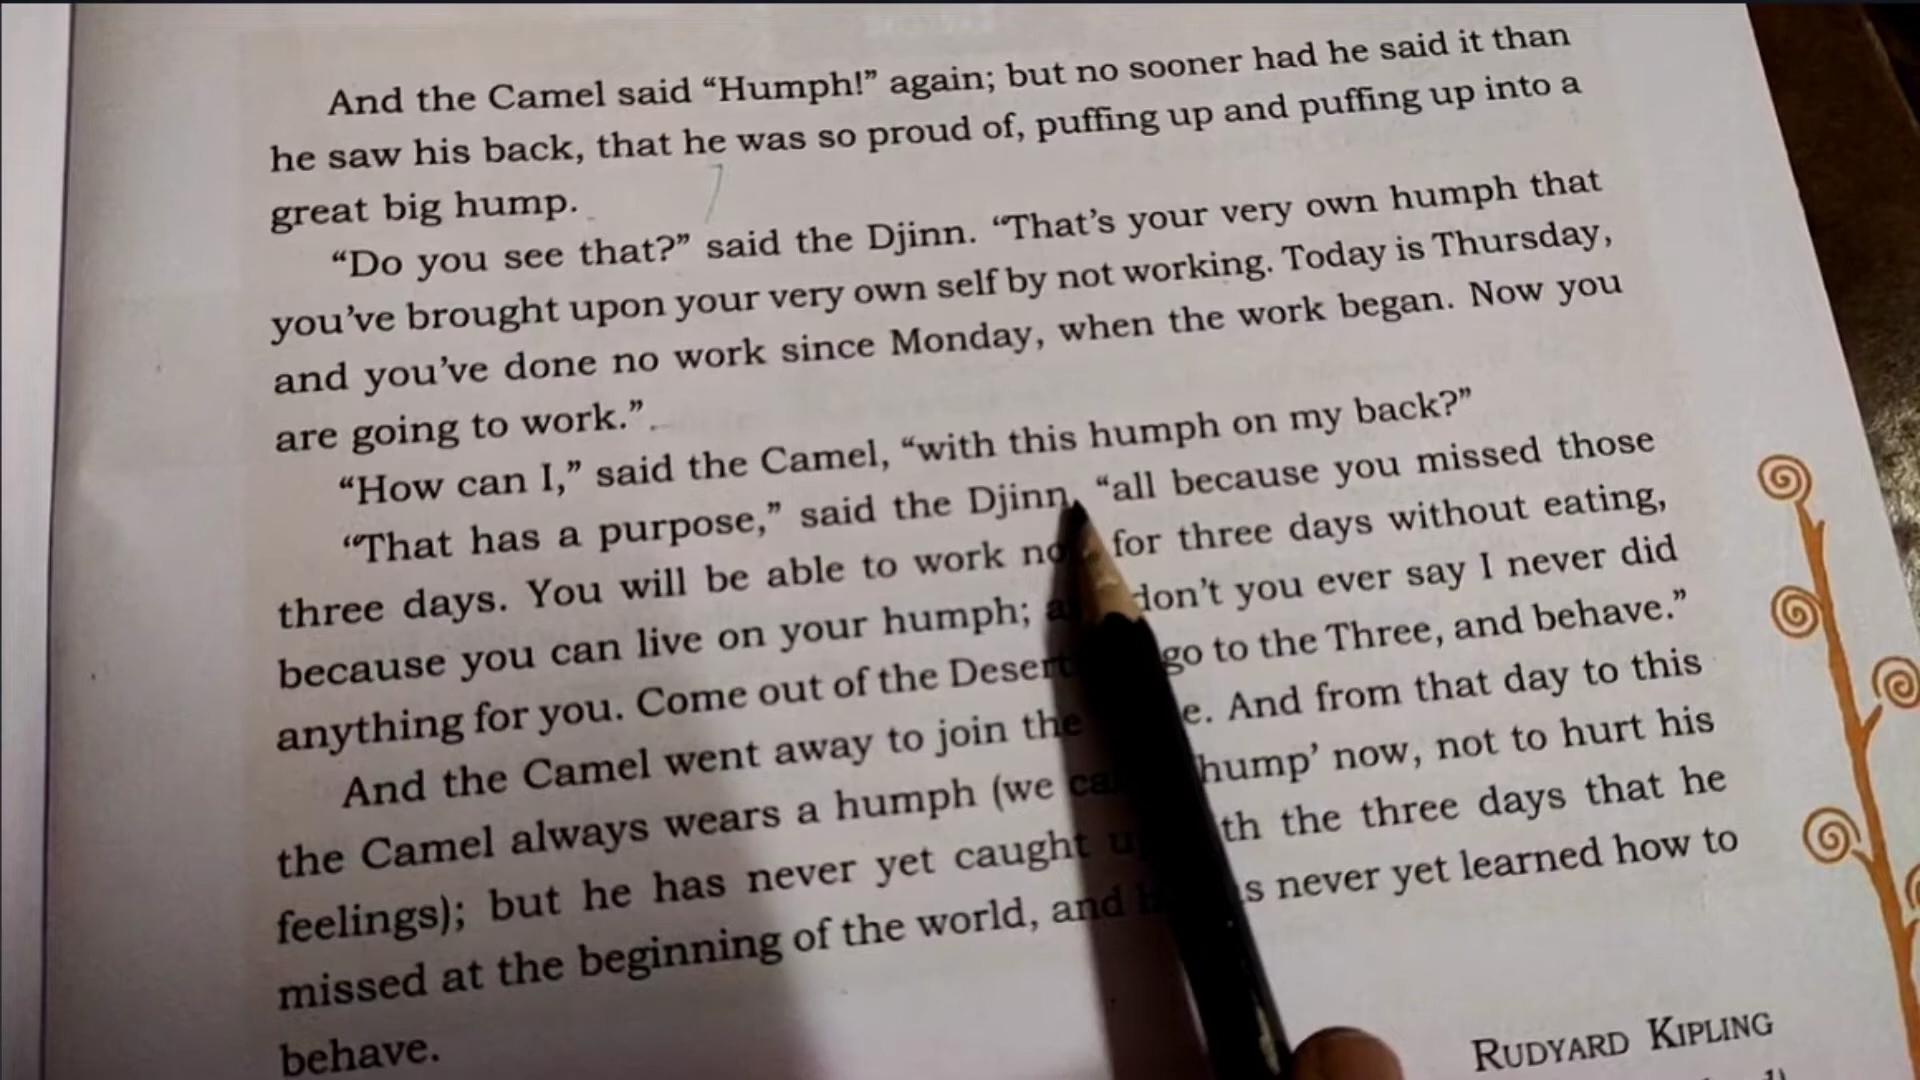 And the Camel said “Humph!” again; but no sooner had he said it than
he saw his back, that he was so proud of, puffing up and puffing up into a
great big hump.
“Do you see that?” said the Djinn. “That’s your very own humph that
you’ve brought upon your very own self by not working. Today is Thursday,
and you’ve done no work since Monday, when the work began. Now you
are going to work.”
“How can I,” said the Camel, “with this humph on my back?”
“That has a purpose,” said the Djinn, “all because you missed those
three days. You will be able to work for three days without eating,
because you can live on your humph; don’t you ever say I never did
anything for you. Come out of the Desert go to the Three, and behave.”
And the Camel went away to join the And from that day to this
the Camel always wears a humph (we hump’ now, not to hurt his
feelings); but he has never yet caught the three days that he
missed at the beginning of the world, and never yet learned how to
behave.
RUDYARD KIPLING